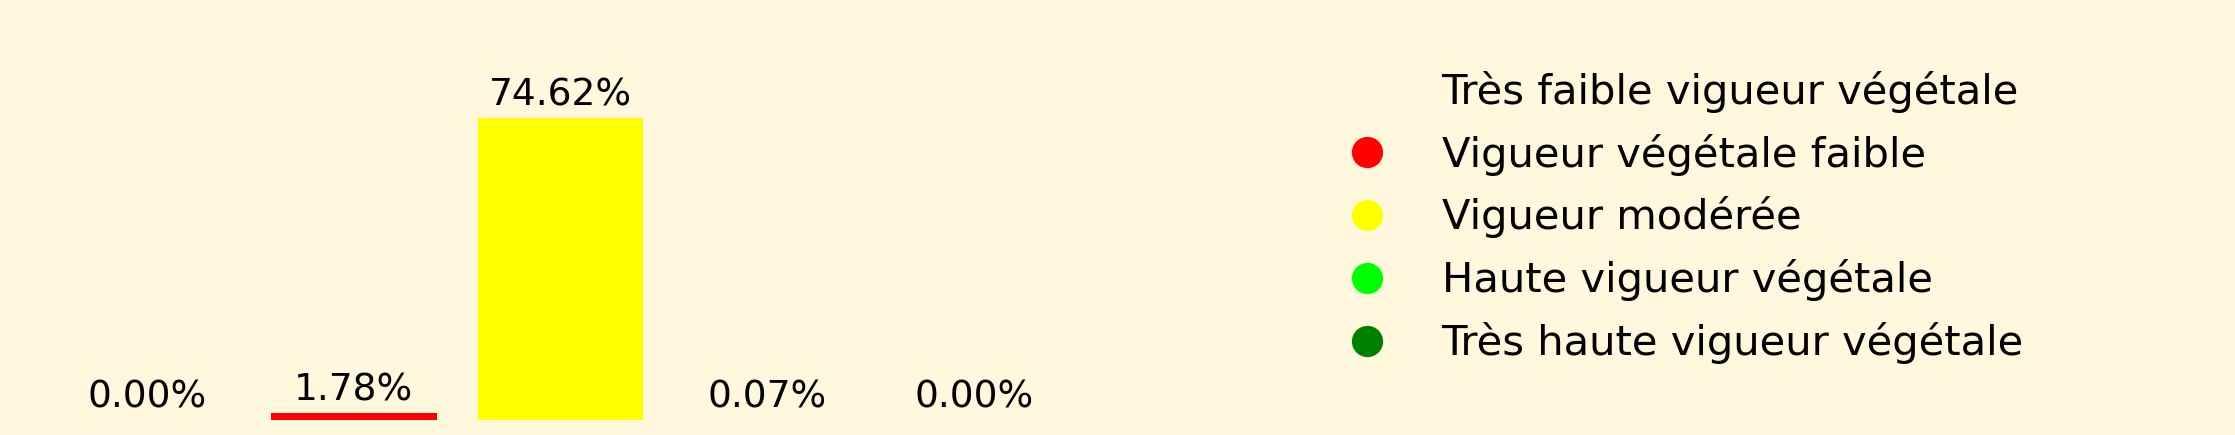 74.62%
1.78%
0.00%
0.07%
0.00%
Très faible vigueur végétale
Vigueur végétale faible
Vigueur modérée
Haute vigueur végétale
Très haute vigueur végétale